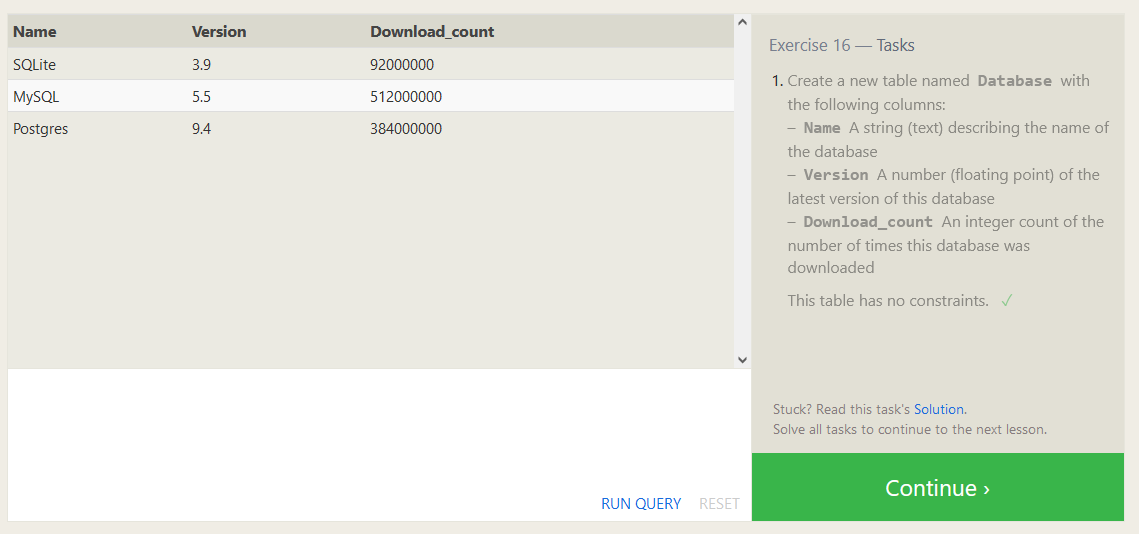 Name Version Download_count
SQLite 3.9 92000000
MySQL 5.5 512000000
Postgres 9.4 384000000
RUN QUERY RESET
Exercise 16 — Tasks
1. Create a new table named Database with
the following columns:
– Name A string (text) describing the name of
the database
– Version A number (floating point) of the
latest version of this database
– Download_count An integer count of the
number of times this database was
downloaded
This table has no constraints. ✓
Stuck? Read this task's Solution.
Solve all tasks to continue to the next lesson.
Continue ›